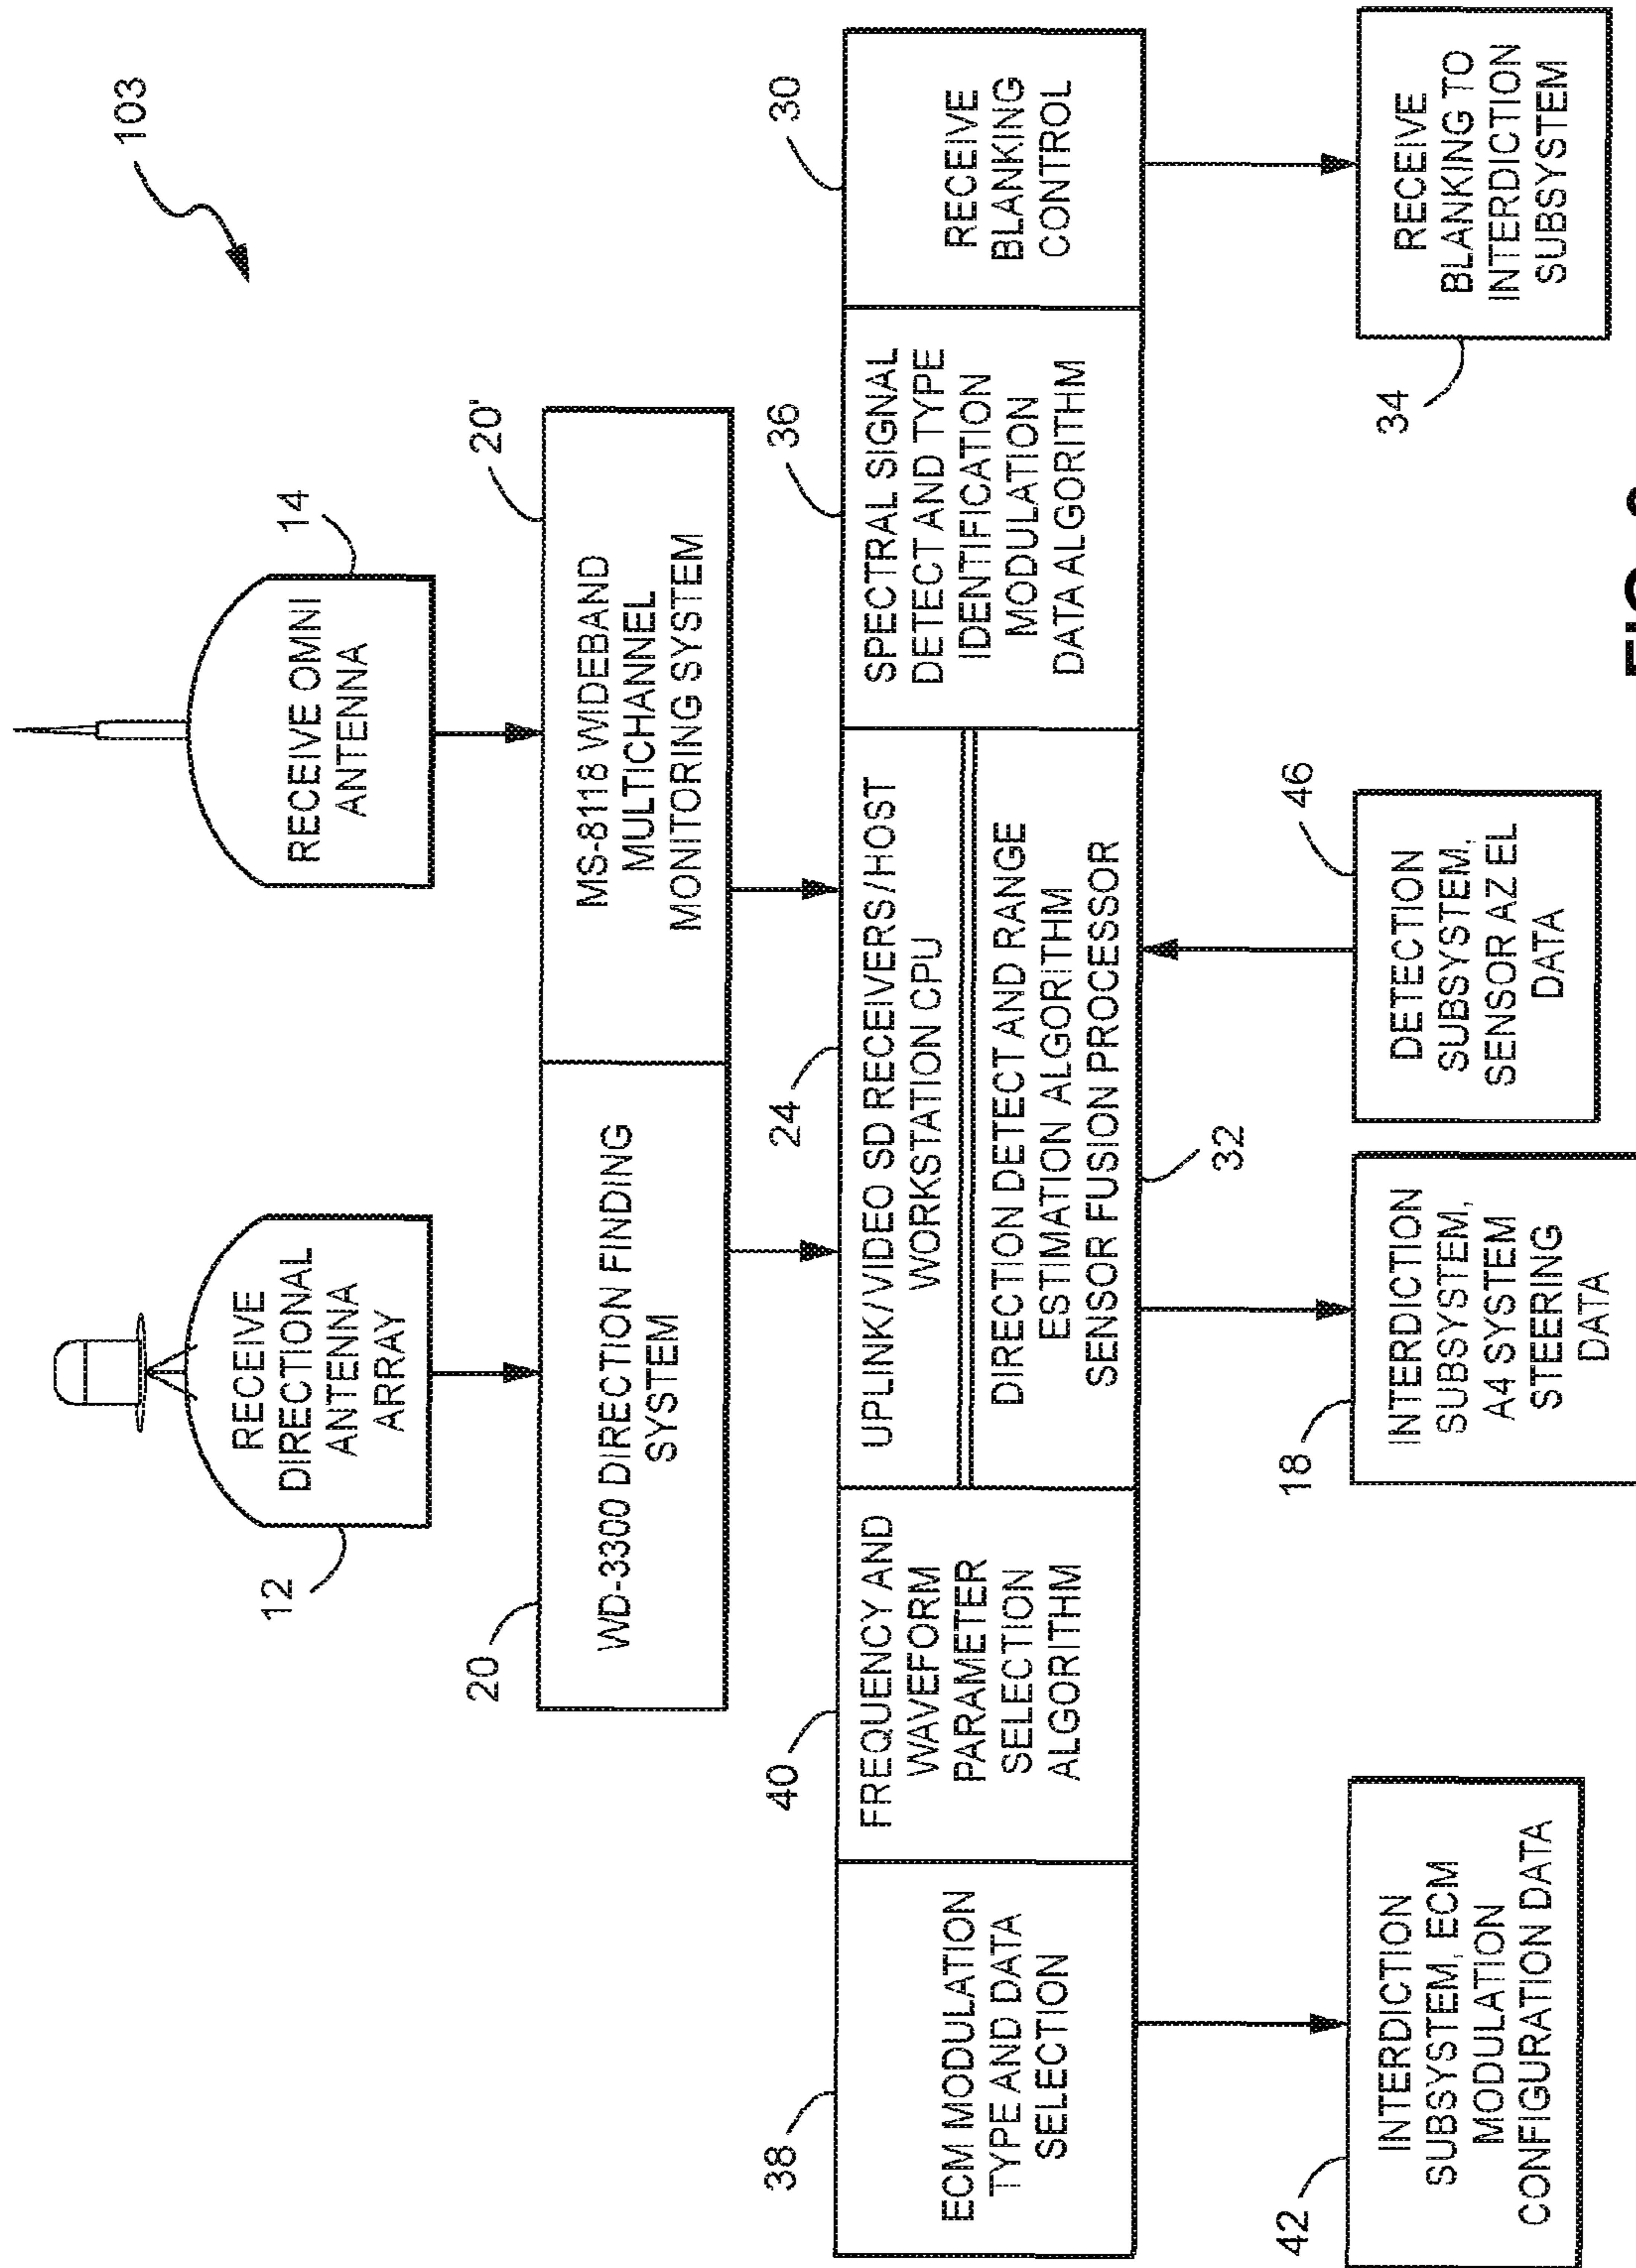 103
12
RECEIVE
DIRECTIONAL
ANTENNA
ARRAY
14
RECEIVE OMNI
ANTENNA
20
WD-3300 DIRECTION FINDING
SYSTEM
20'
MS-8118 WIDEBAND
MULTICHANNEL
MONITORING SYSTEM
38
ECM MODULATION
TYPE AND DATA
SELECTION
40
FREQUENCY AND
WAVEFORM
PARAMETER
SELECTION
ALGORITHM
24
UPLINK/VIDEO SD RECEIVERS/HOST
WORKSTATION CPU
DIRECTION DETECT AND RANGE
ESTIMATION ALGORITHM
SENSOR FUSION PROCESSOR
32
36
SPECTRAL SIGNAL
DETECT AND TYPE
IDENTIFICATION
MODULATION
DATA ALGORITHM
30
RECEIVE
BLANKING
CONTROL
42
INTERDICTION
SUBSYSTEM, ECM
MODULATION
CONFIGURATION DATA
18
INTERDICTION
SUBSYSTEM,
A4 SYSTEM
STEERING
DATA
46
DETECTION
SUBSYSTEM,
SENSOR AZ EL
DATA
34
RECEIVE
BLANKING TO
INTERDICTION
SUBSYSTEM
FIG.